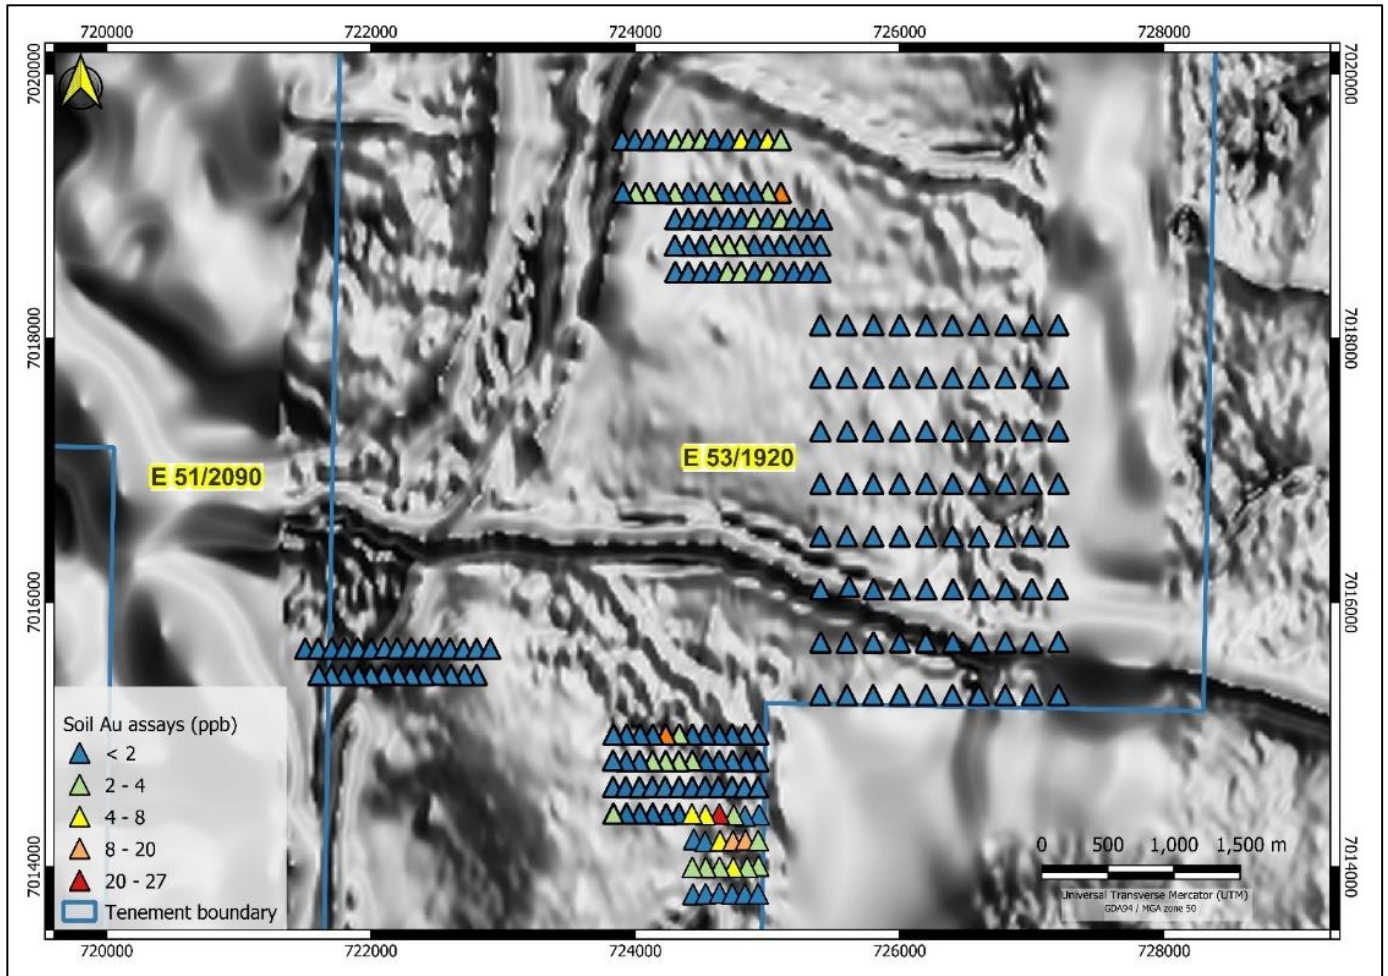 720000 722000 724000 726000 728000
7020000 7020000
7018000 7018000
E 53/1920
E 51/2090
7016000 7016000
Soil Au assays (ppb)
< 2
2 - 4
4 - 8
8 - 20
20 - 27
Tenement boundary
7014000 7014000
0 500 1,000 1,500 m
Universal Transverse Mercator (UTM)
GDA94 / MGA zone 50
720000 722000 724000 726000 728000